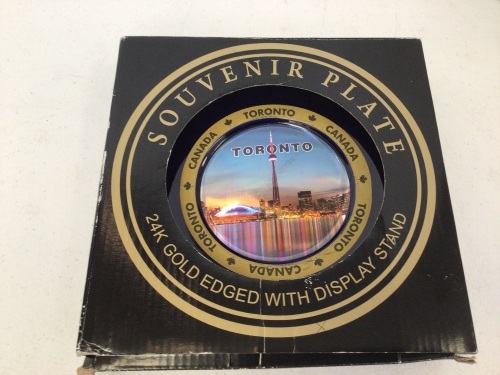 SOUVENIR PLATE
TORONTO
CANADA
TORONTO
CANADA
TORONTO
CANADA
TORONTO
24K GOLD EDGED WITH DISPLAY STAND